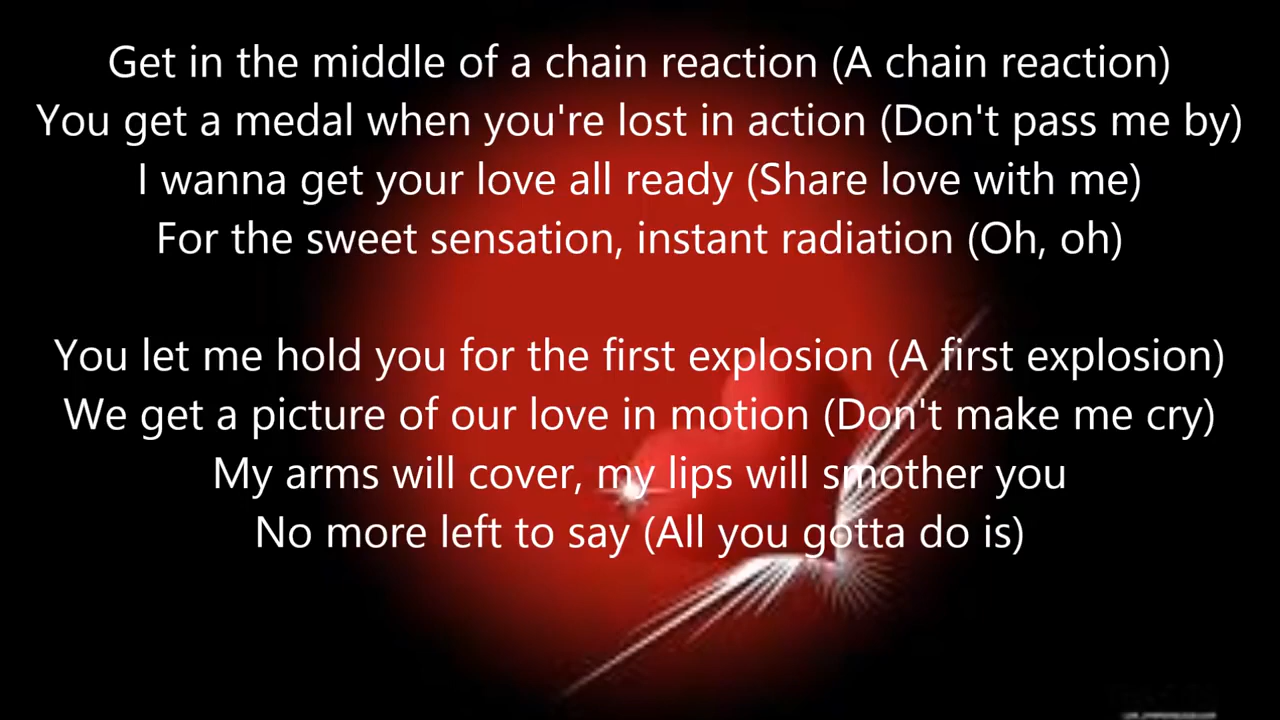 Get in the middle of a chain reaction (A chain reaction)
You get a medal when you're lost in action (Don't pass me by)
I wanna get your love all ready (Share love with me)
For the sweet sensation, instant radiation (Oh, oh)
You let me hold you for the first explosion (A first explosion)
We get a picture of our love in motion (Don't make me cry)
My arms will cover, my lips will smother you
No more left to say (All you gotta do is)